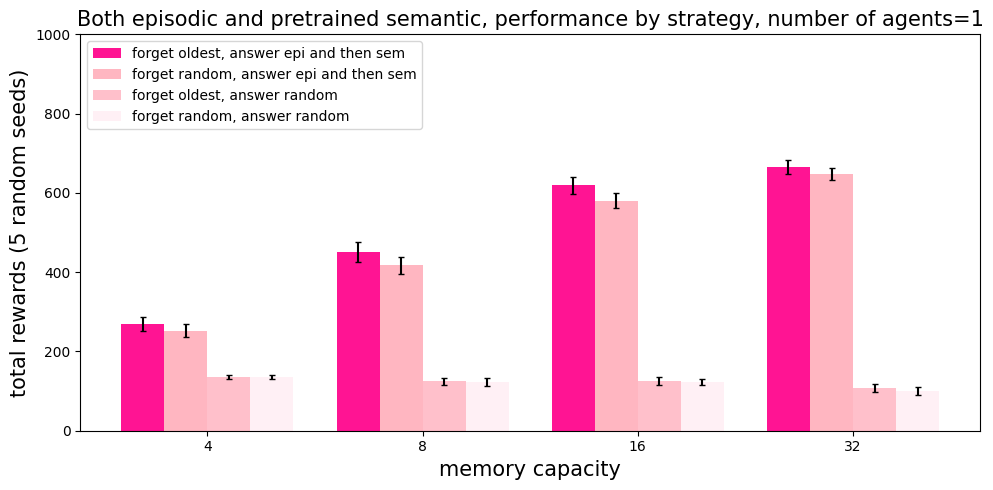 Both episodic and pretrained semantic, performance by strategy, number of agents=1
1000
800
600
400
200
0
total rewards (5 random seeds)
forget oldest, answer epi and then sem
forget random, answer epi and then sem
forget oldest, answer random
forget random, answer random
4
8
16
32
memory capacity